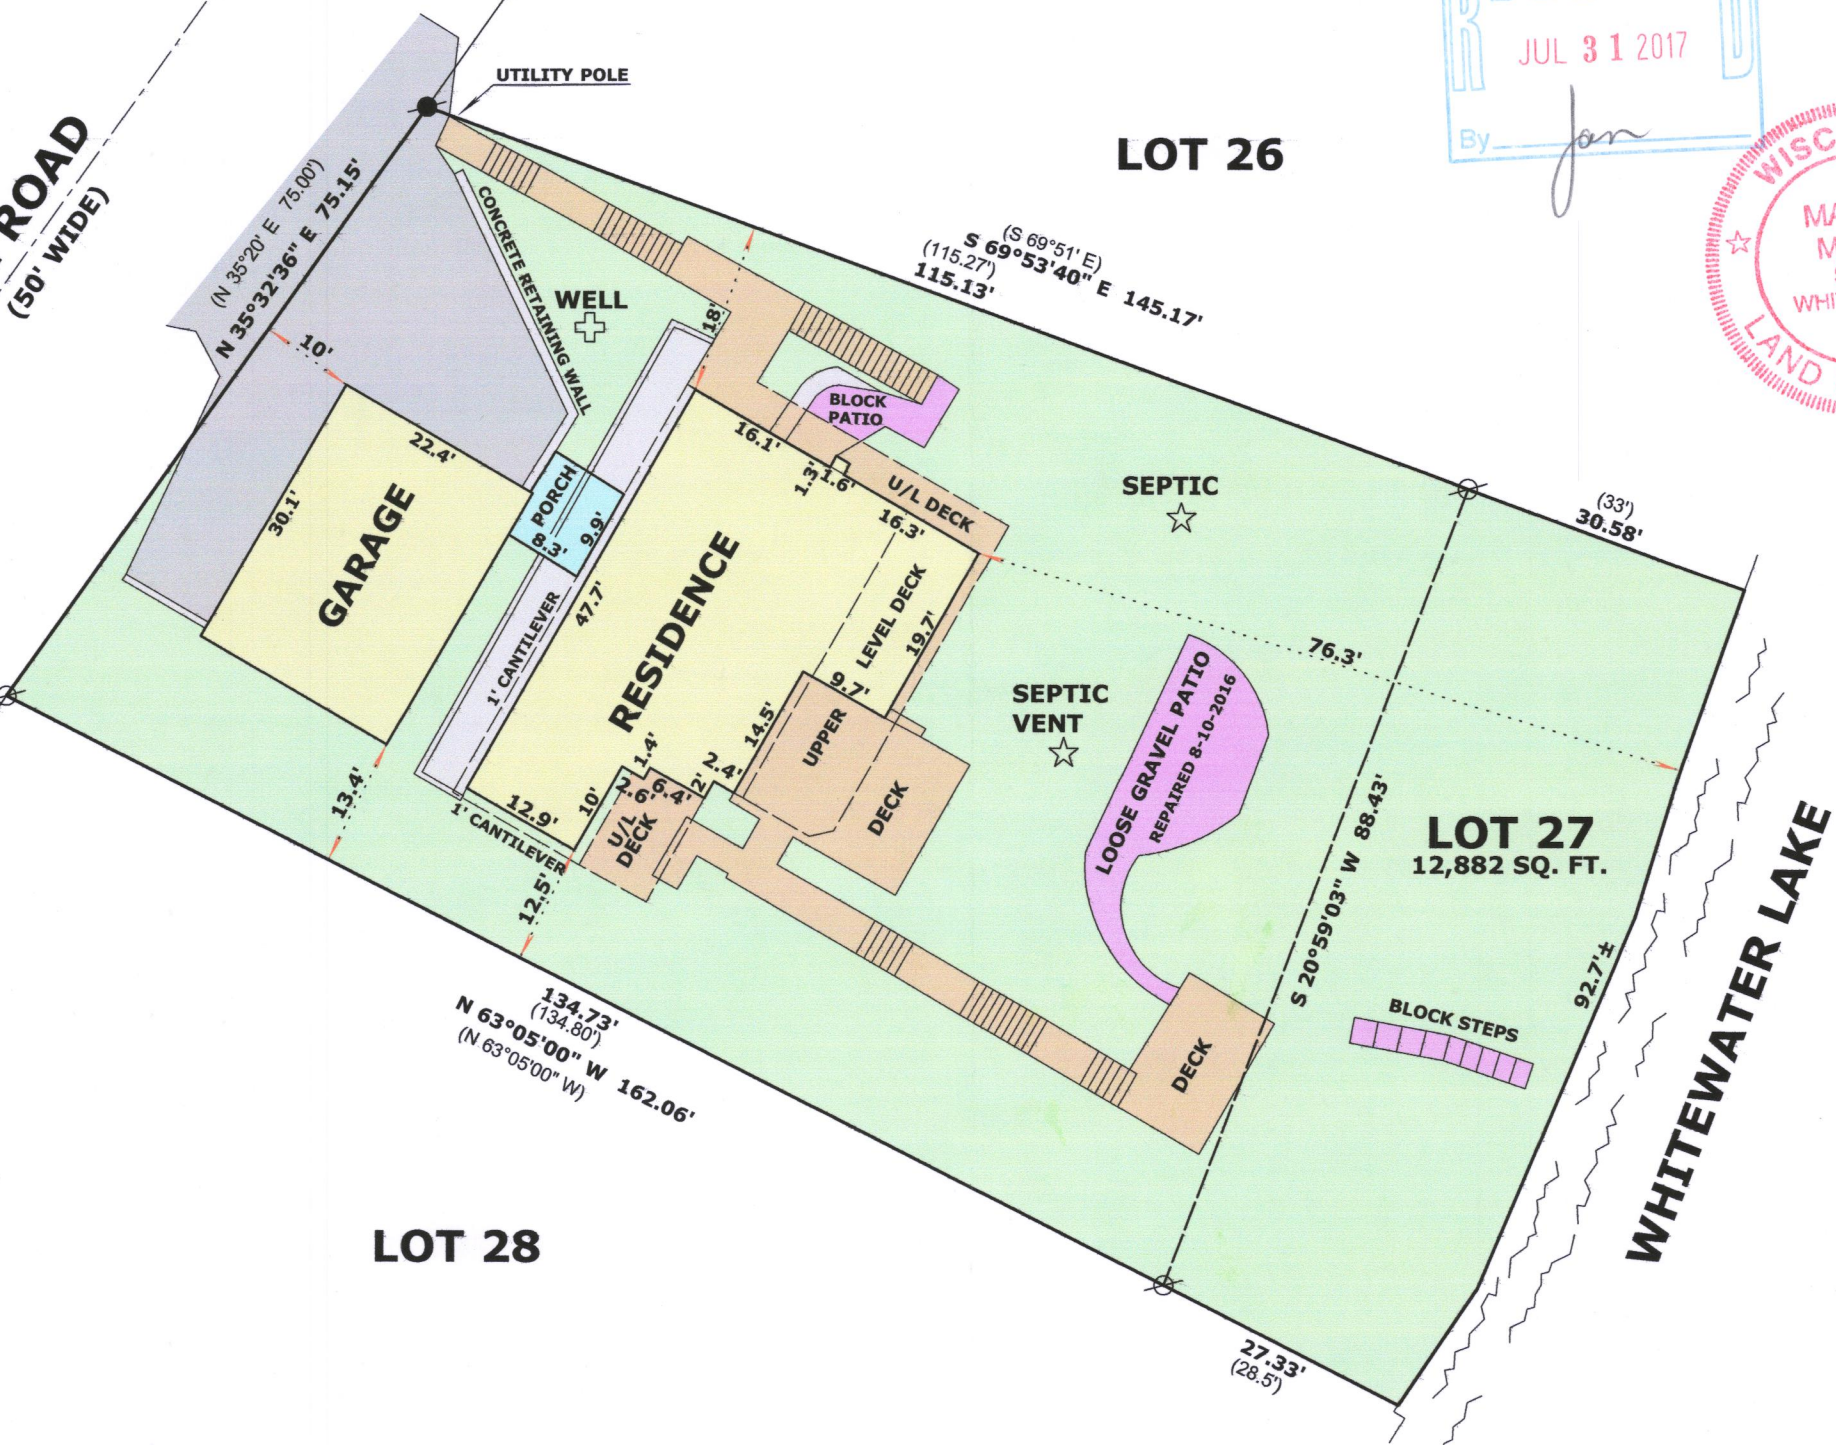 JUL 31 2017
By
Jan
WISC
LAND
UTILITY POLE
LOT 26
ROAD
(50' WIDE)
(N 35°20' E 75.00')
N 35°32'36" E 75.15'
(S 69°51' E)
S 69°53'40" E 145.17'
(115.27')
115.13'
CONCRETE RETAINING WALL
WELL
18'
10'
BLOCK
PATIO
22.4'
30.1'
GARAGE
PORCH
8.3'
9.9'
16.1'
1.3'
1.6'
U/L DECK
16.3'
SEPTIC
(33')
30.58'
1' CANTILEVER
47.7'
RESIDENCE
LEVEL DECK
19.7'
9.7'
14.5'
UPPER
DECK
SEPTIC
VENT
LOOSE GRAVEL PATIO
REPAIRED 8-10-2016
76.3'
13.4'
1' CANTILEVER
12.9'
10'
1.4'
2.6'
6.4'
2'
2.4'
U/L
DECK
12.5'
S 20°59'03" W 88.43'
LOT 27
12,882 SQ. FT.
92.7'±
WHITEWATER LAKE
BLOCK STEPS
DECK
134.73'
(134.80')
N 63°05'00" W 162.06'
(N 63°05'00" W)
LOT 28
27.33'
(28.5')